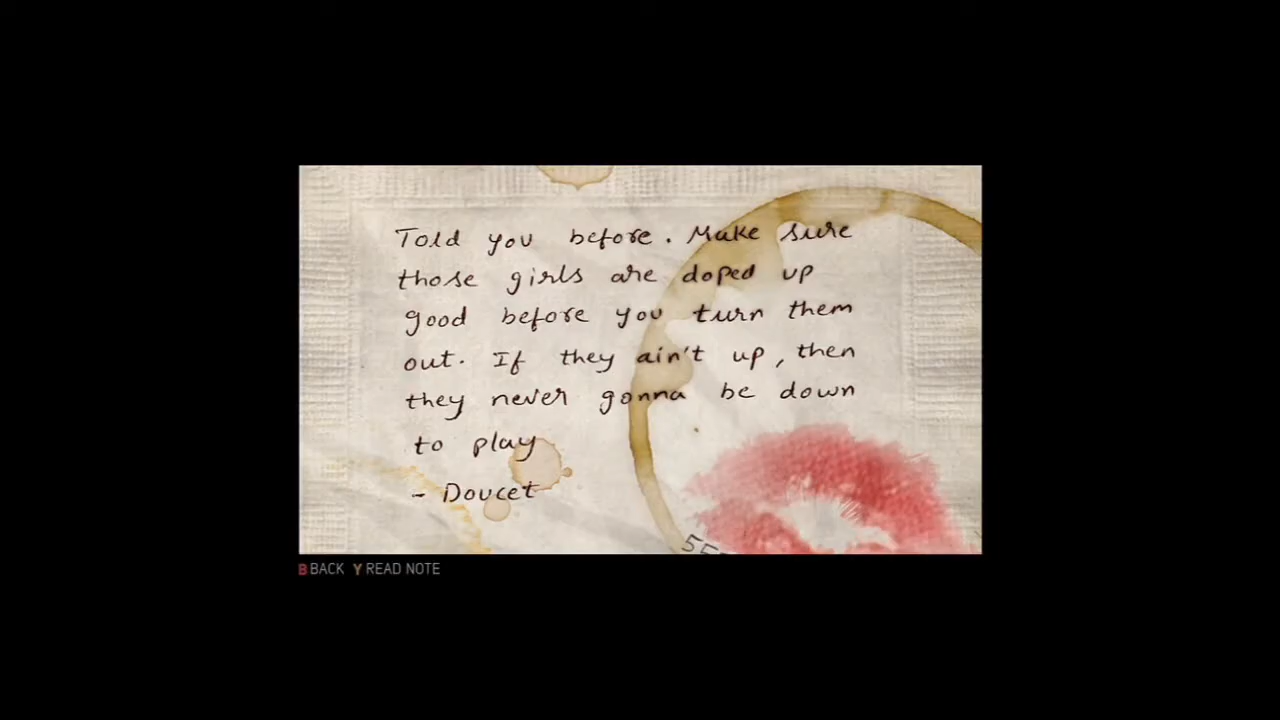 Told you before. Make sure
those girls are doped up
good before you turn them
out. If they ain't up, then
they never gonna be down
to play
- Doucet
555
B BACK Y READ NOTE